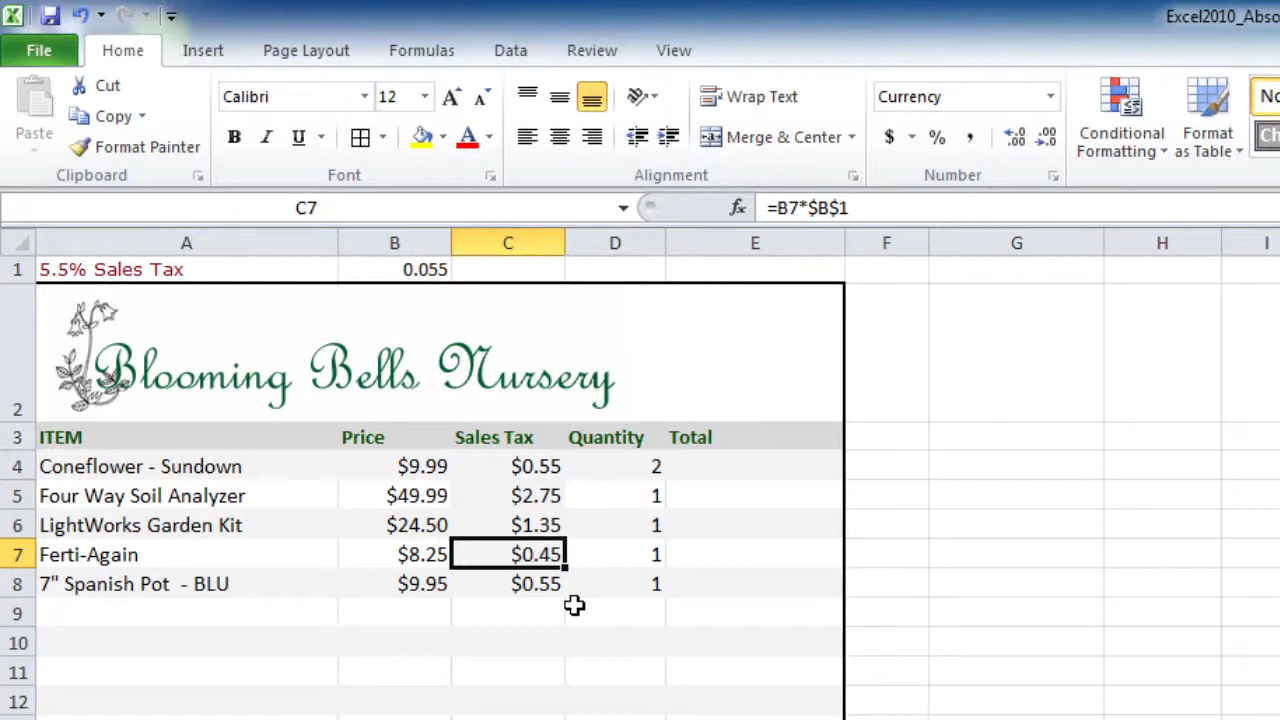 Excel2010_Abso
File Home Insert Page Layout Formulas Data Review View
Paste
Cut
Copy
Format Painter
Clipboard
Calibri 12
B I U
Font
Wrap Text
Merge & Center
Alignment
Currency
$ % ,
Number
Conditional Formatting
Format as Table
No
Ch
C7 fx =B7*$B$1
A B C D E F G H I
1 5.5% Sales Tax 0.055
2 Blooming Bells Nursery
3 ITEM Price Sales Tax Quantity Total
4 Coneflower - Sundown $9.99 $0.55 2
5 Four Way Soil Analyzer $49.99 $2.75 1
6 LightWorks Garden Kit $24.50 $1.35 1
7 Ferti-Again $8.25 $0.45 1
8 7" Spanish Pot - BLU $9.95 $0.55 1
9
10
11
12